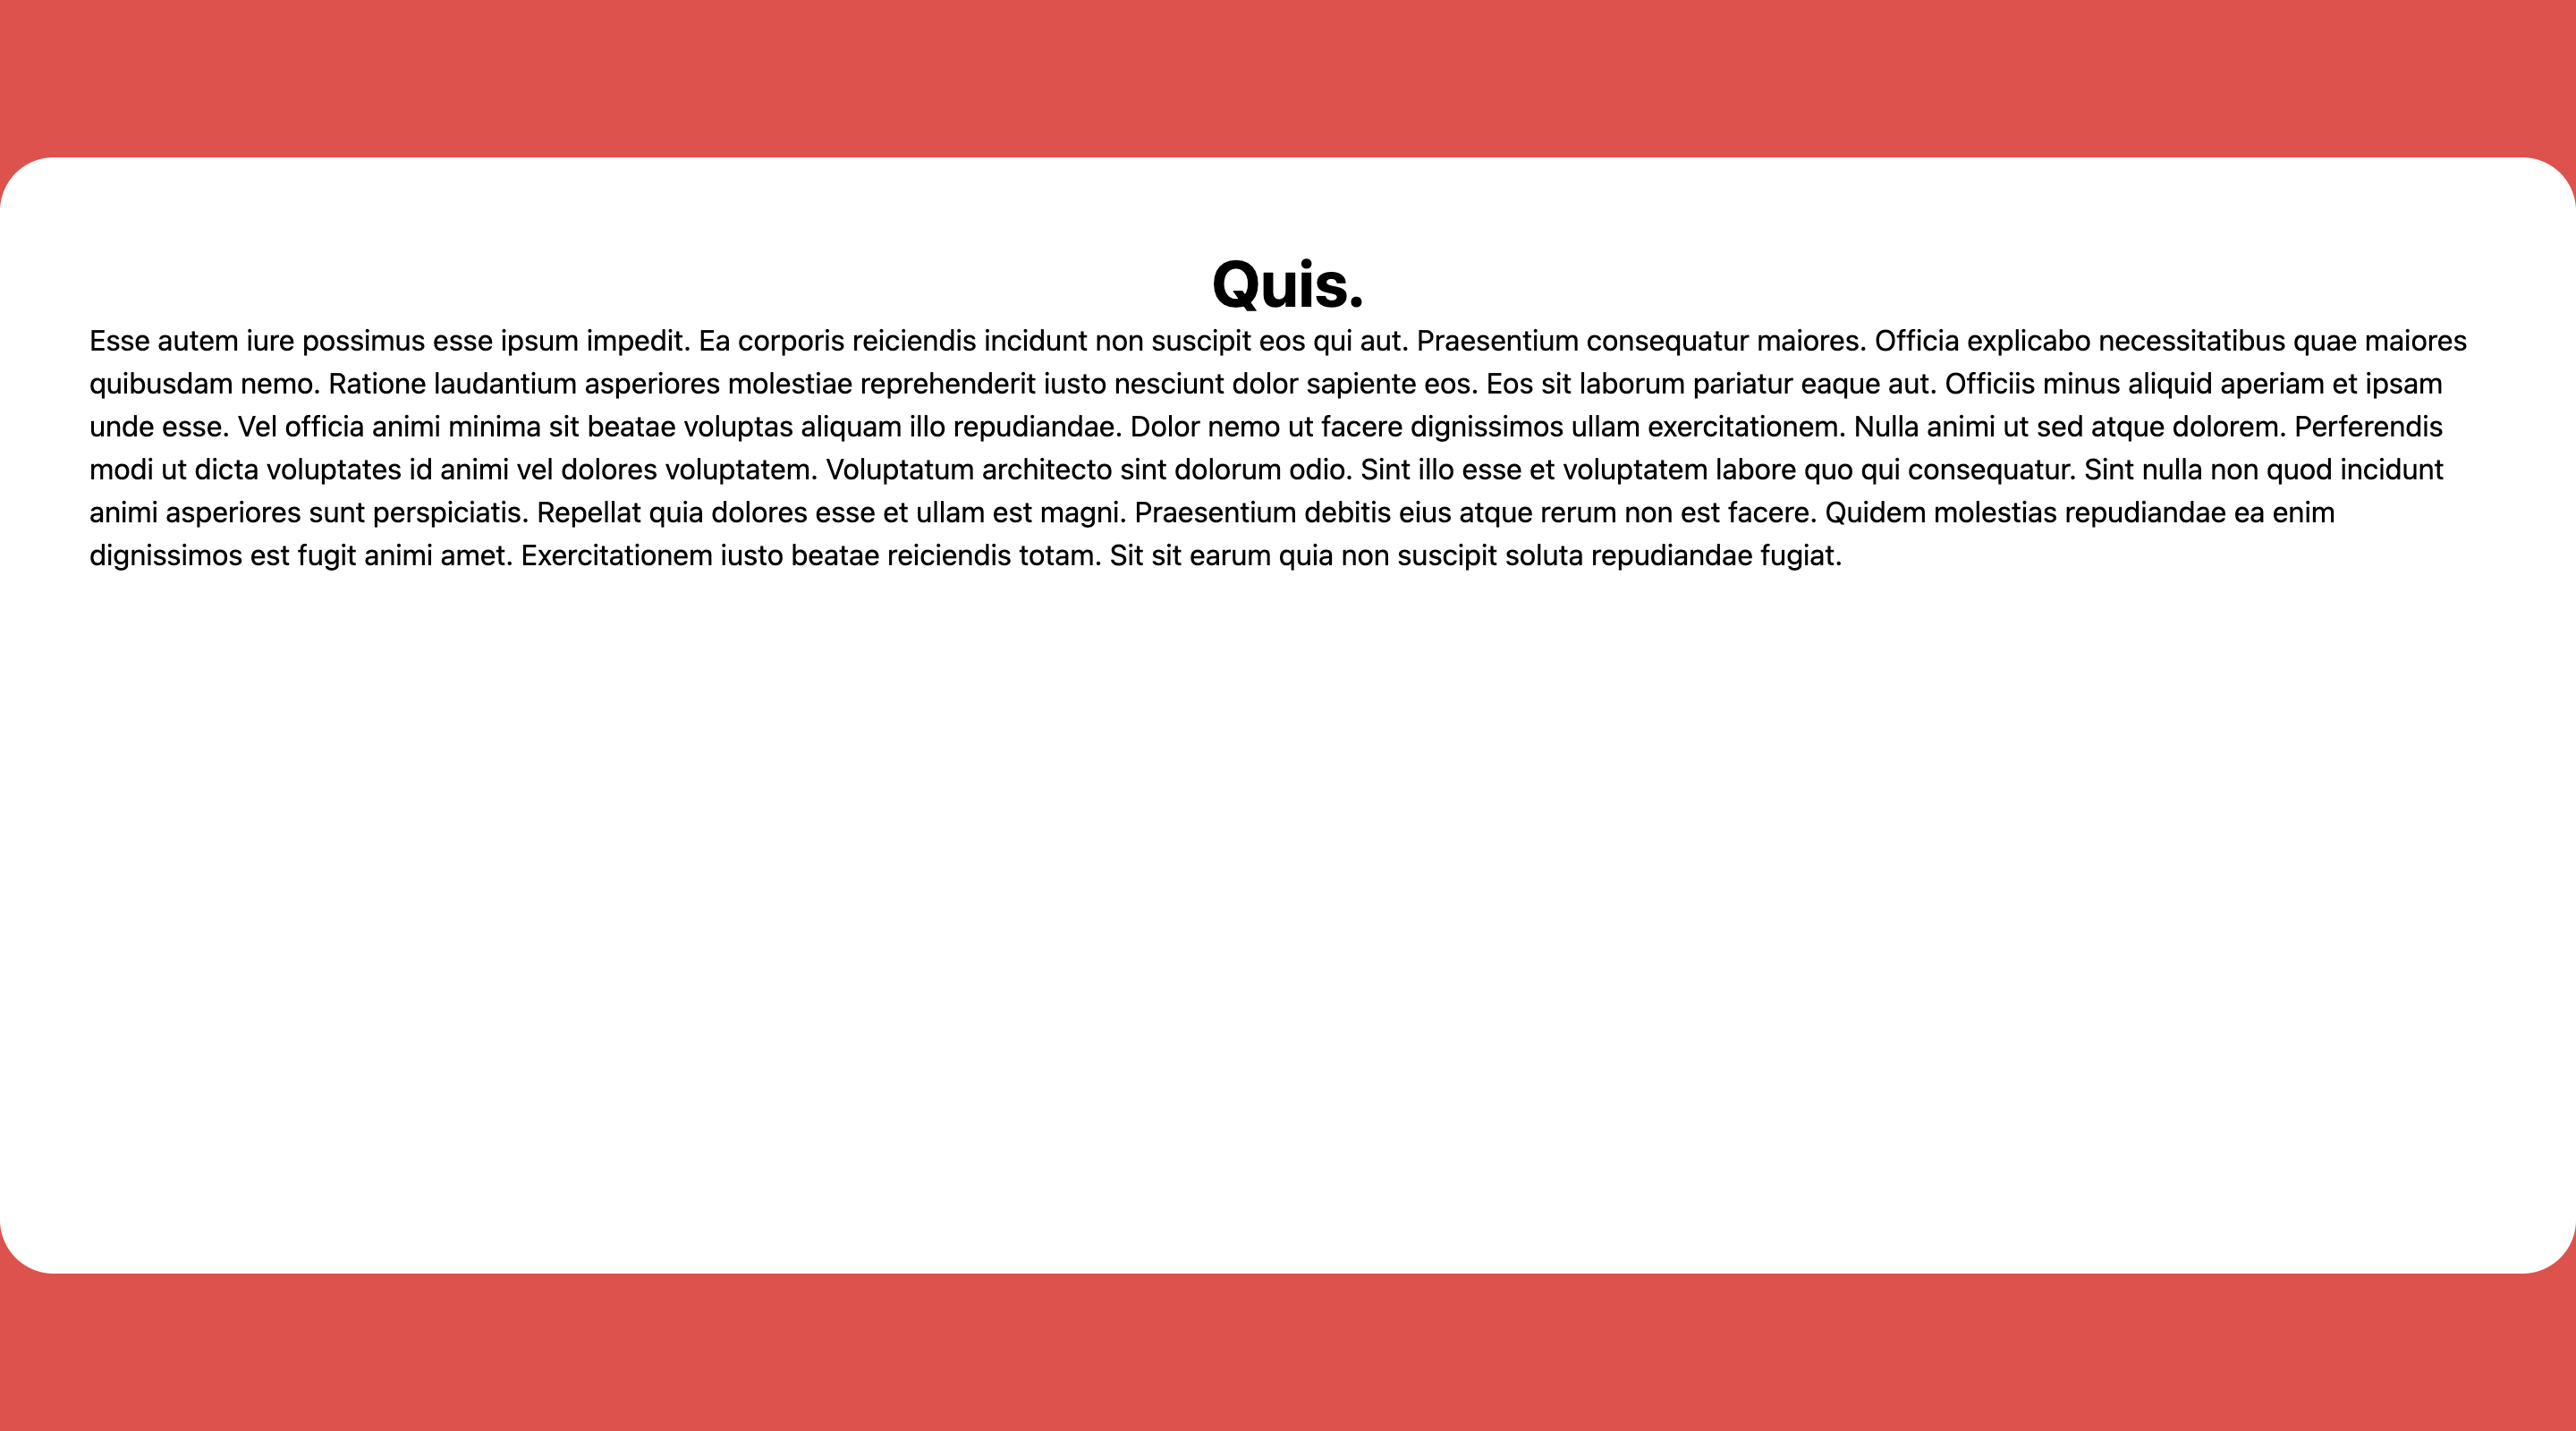 Quis.
Esse autem iure possimus esse ipsum impedit. Ea corporis reiciendis incidunt non suscipit eos qui aut. Praesentium consequatur maiores. Officia explicabo necessitatibus quae maiores
quibusdam nemo. Ratione laudantium asperiores molestiae reprehenderit iusto nesciunt dolor sapiente eos. Eos sit laborum pariatur eaque aut. Officiis minus aliquid aperiam et ipsam
unde esse. Vel officia animi minima sit beatae voluptas aliquam illo repudiandae. Dolor nemo ut facere dignissimos ullam exercitationem. Nulla animi ut sed atque dolorem. Perferendis
modi ut dicta voluptates id animi vel dolores voluptatem. Voluptatum architecto sint dolorum odio. Sint illo esse et voluptatem labore quo qui consequatur. Sint nulla non quod incidunt
animi asperiores sunt perspiciatis. Repellat quia dolores esse et ullam est magni. Praesentium debitis eius atque rerum non est facere. Quidem molestias repudiandae ea enim
dignissimos est fugit animi amet. Exercitationem iusto beatae reiciendis totam. Sit sit earum quia non suscipit soluta repudiandae fugiat.